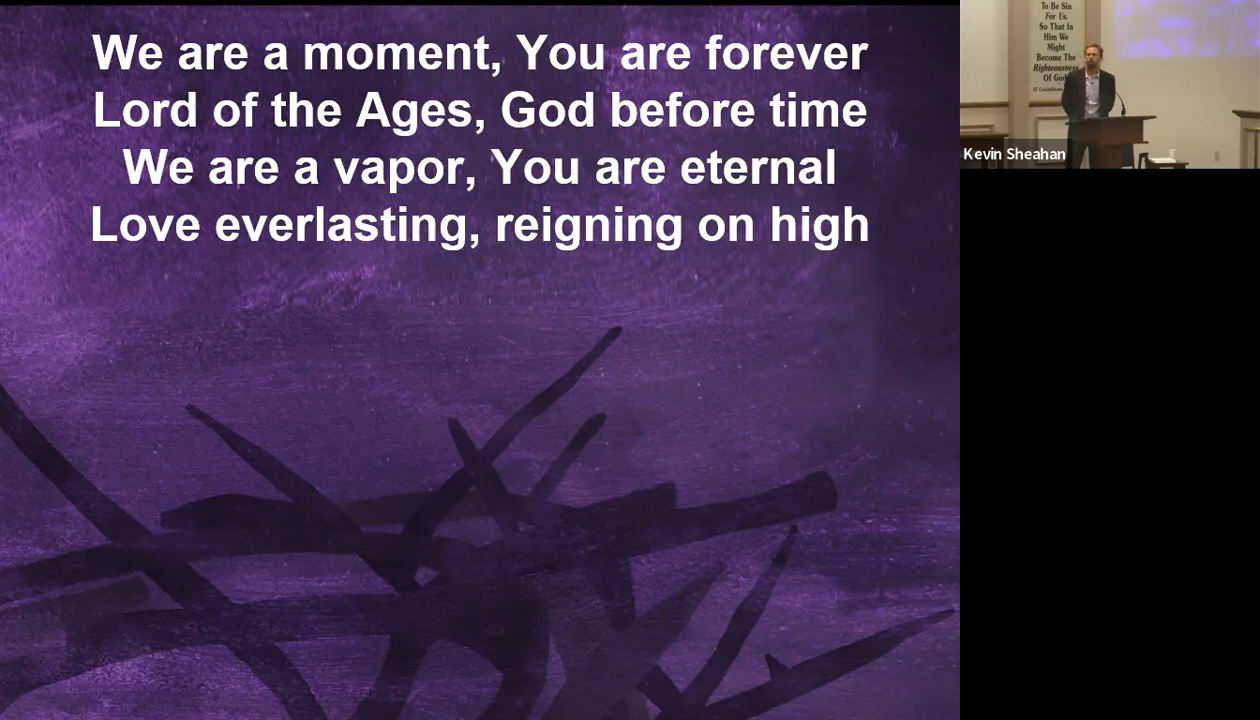 We are a moment, You are forever
Lord of the Ages, God before time
We are a vapor, You are eternal
Love everlasting, reigning on high
To Be Sin
For Us,
So That In
Him We
Might
Become The
Righteousness
Of God
II Corinthians
Kevin Sheahan